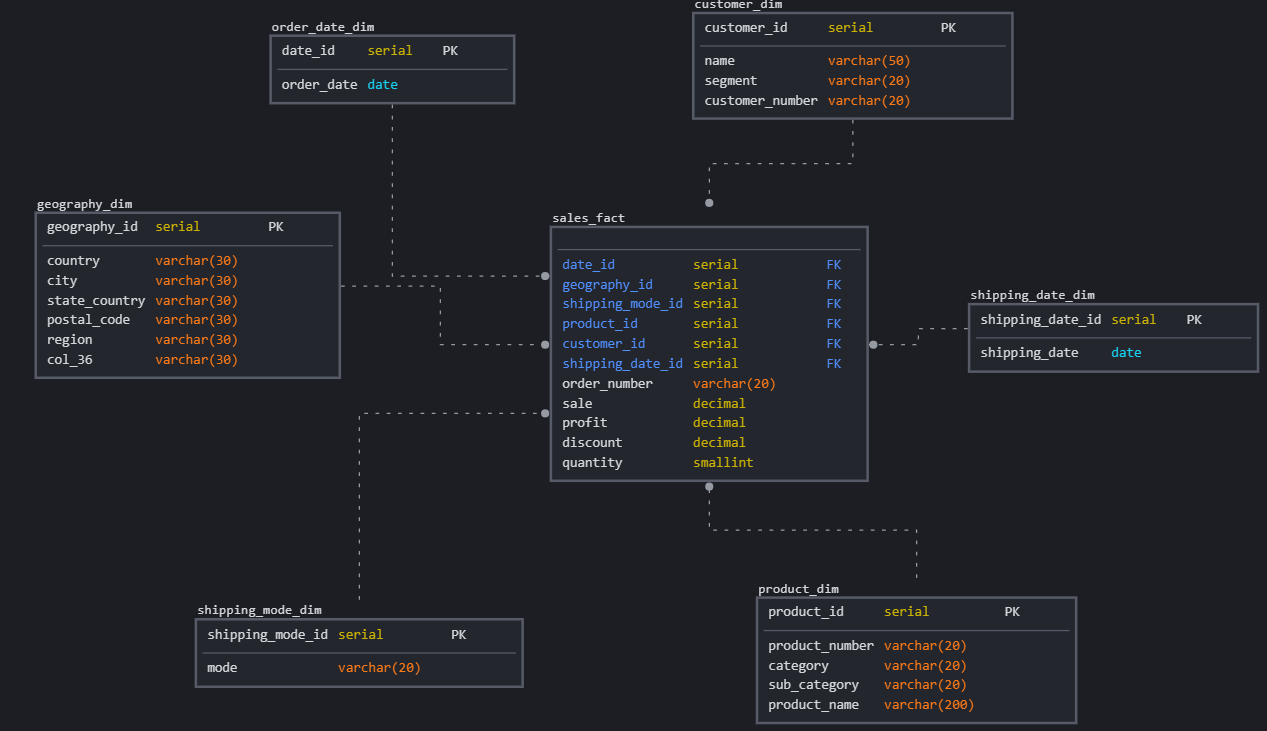 order_date_dim
date_id serial PK
order_date date
customer_dim
customer_id serial PK
name varchar(50)
segment varchar(20)
customer_number varchar(20)
geography_dim
geography_id serial PK
country varchar(30)
city varchar(30)
state_country varchar(30)
postal_code varchar(30)
region varchar(30)
col_36 varchar(30)
sales_fact
date_id serial FK
geography_id serial FK
shipping_mode_id serial FK
product_id serial FK
customer_id serial FK
shipping_date_id serial FK
order_number varchar(20)
sale decimal
profit decimal
discount decimal
quantity smallint
shipping_date_dim
shipping_date_id serial PK
shipping_date date
shipping_mode_dim
shipping_mode_id serial PK
mode varchar(20)
product_dim
product_id serial PK
product_number varchar(20)
category varchar(20)
sub_category varchar(20)
product_name varchar(200)